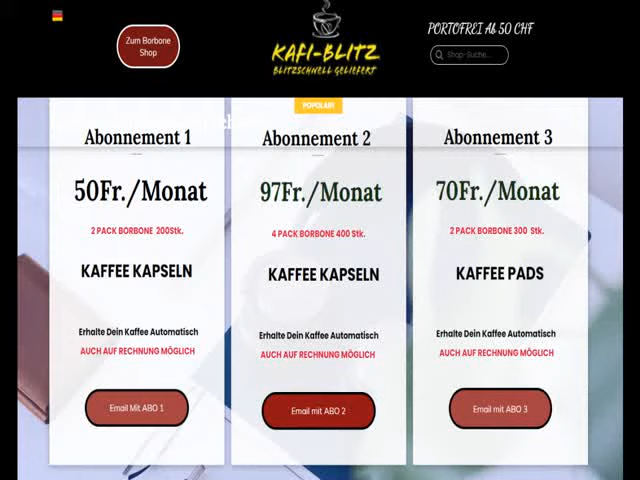 Zum Borbone
Shop
KAFI-BLITZ
BLITZSCHNELL GELIEFERT
PORTOFREI Ab 50 CHF
Shop-Suche...
POPULAIR
Abonnement 1
50Fr./Monat
2 PACK BORBONE 200Stk.
KAFFEE KAPSELN
Erhalte Dein Kaffee Automatisch
AUCH AUF RECHNUNG MÖGLICH
Email Mit ABO 1
Abonnement 2
97Fr./Monat
4 PACK BORBONE 400 Stk.
KAFFEE KAPSELN
Erhalte Dein Kaffee Automatisch
AUCH AUF RECHNUNG MÖGLICH
Email mit ABO 2
Abonnement 3
70Fr./Monat
2 PACK BORBONE 300 Stk.
KAFFEE PADS
Erhalte Dein Kaffee Automatisch
AUCH AUF RECHNUNG MÖGLICH
Email mit ABO 3